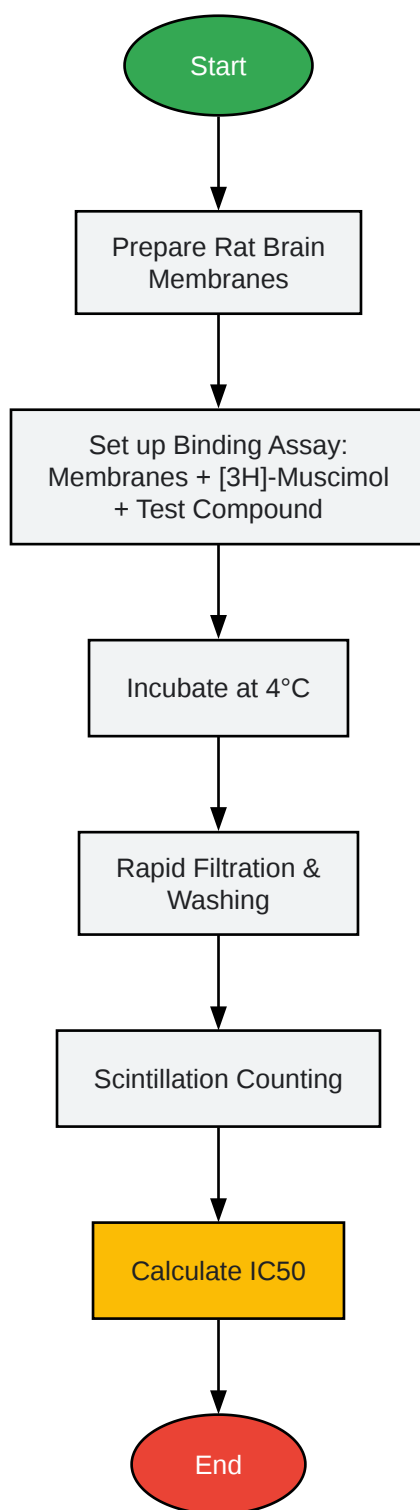 Start
Prepare Rat Brain
Membranes
Set up Binding Assay:
Membranes + [3H]-Muscimol
+ Test Compound
Incubate at 4°C
Rapid Filtration &
Washing
Scintillation Counting
Calculate IC50
End